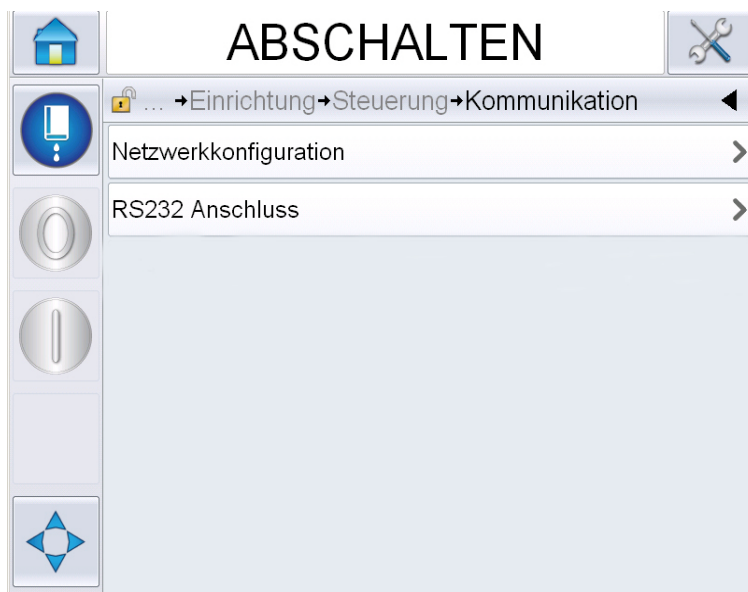 ABSCHALTEN
... →Einrichtung→Steuerung→Kommunikation
Netzwerkkonfiguration
RS232 Anschluss